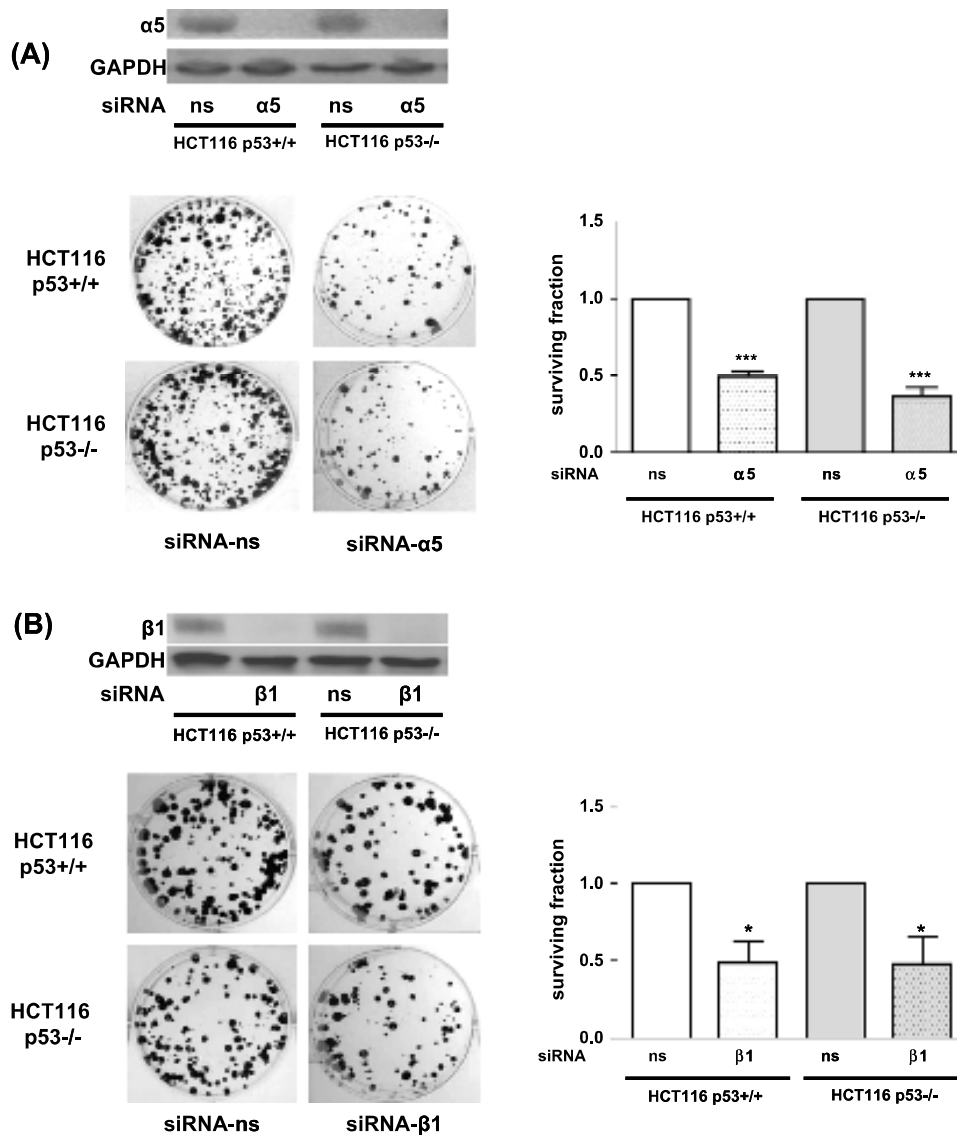 (A)
α5
GAPDH
siRNA ns α5 ns α5
HCT116 p53+/+ HCT116 p53-/-
HCT116
p53+/+
HCT116
p53-/-
siRNA-ns siRNA-α5
surviving fraction
1.5
1.0
0.5
0.0
***
***
siRNA ns α5 ns α5
HCT116 p53+/+ HCT116 p53-/-
(B)
β1
GAPDH
siRNA β1 ns β1
HCT116 p53+/+ HCT116 p53-/-
HCT116
p53+/+
HCT116
p53-/-
siRNA-ns siRNA-β1
surviving fraction
1.5
1.0
0.5
0.0
*
*
siRNA ns β1 ns β1
HCT116 p53+/+ HCT116 p53-/-